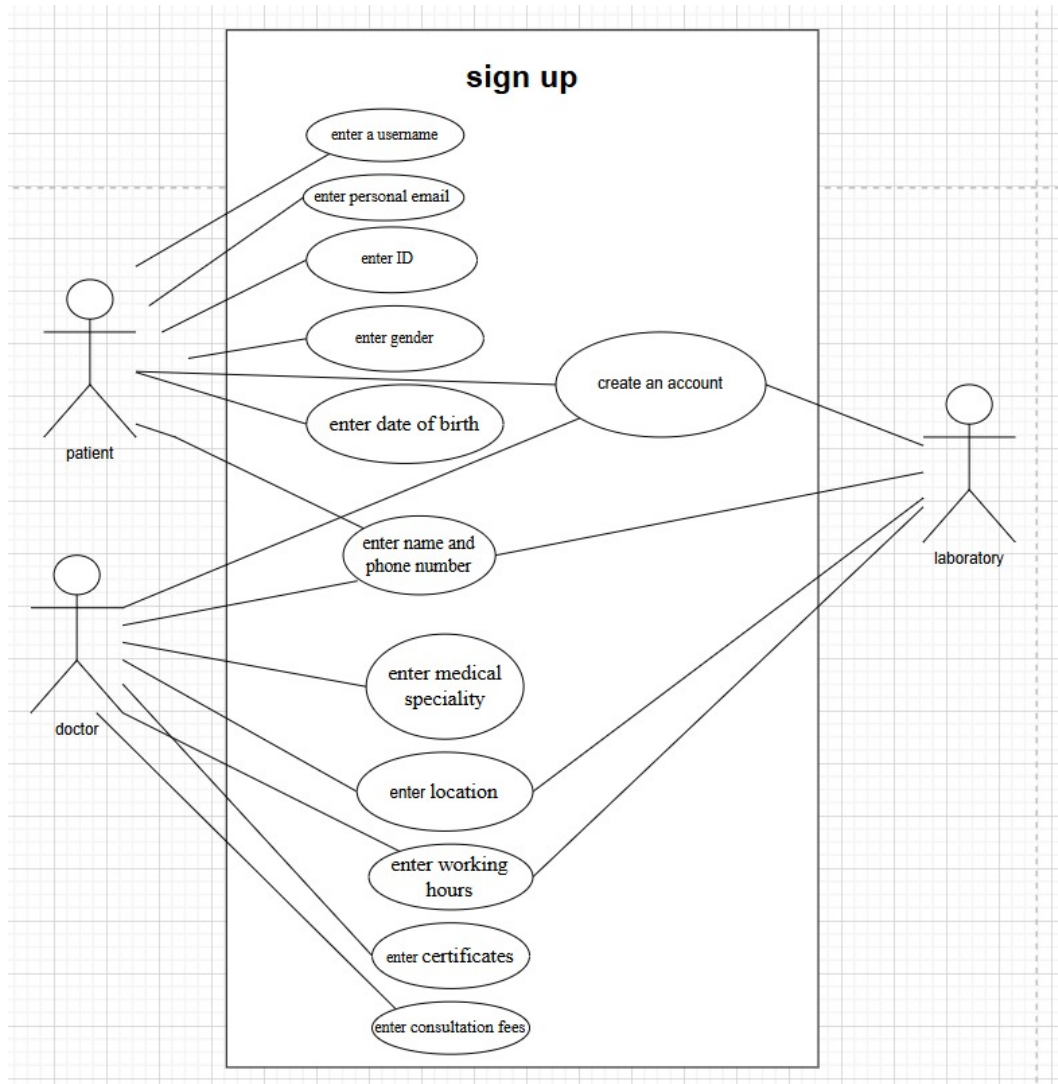 sign up
enter a username
enter personal email
enter ID
enter gender
create an account
enter date of birth
patient
enter name and
phone number
laboratory
enter medical
speciality
doctor
enter location
enter working
hours
enter certificates
enter consultation fees